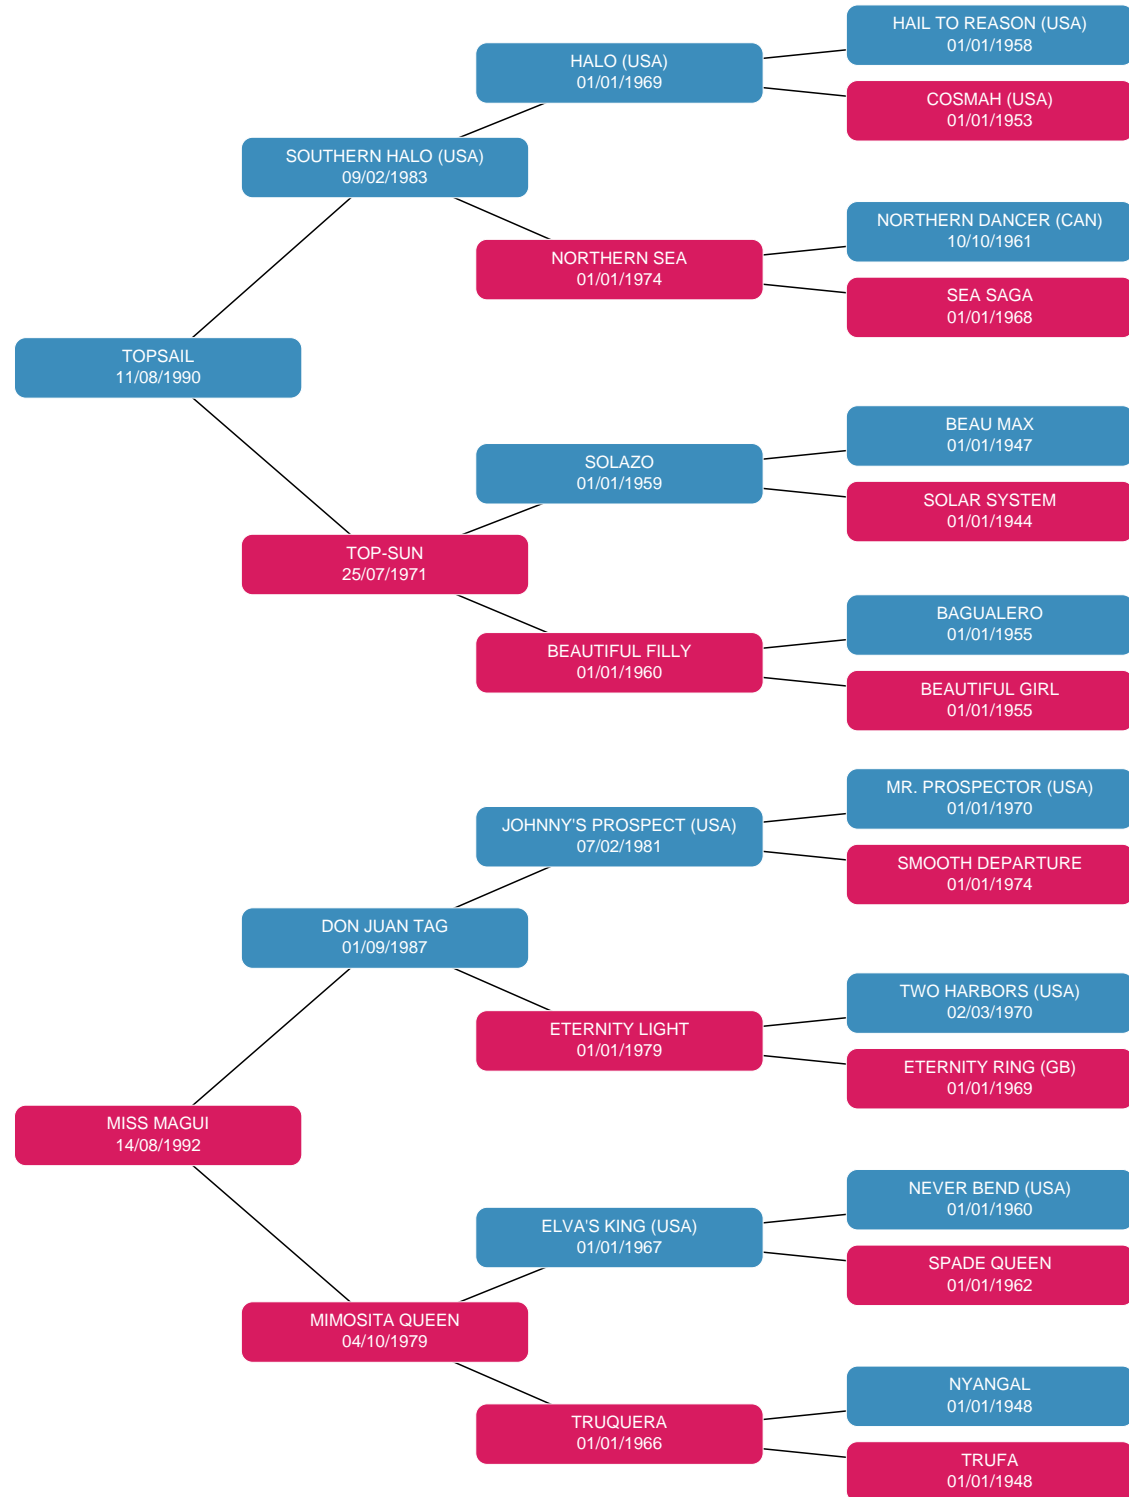 HAIL TO REASON (USA)
01/01/1958
HALO (USA)
01/01/1969
COSMAH (USA)
01/01/1953
SOUTHERN HALO (USA)
09/02/1983
NORTHERN DANCER (CAN)
10/10/1961
NORTHERN SEA
01/01/1974
SEA SAGA
01/01/1968
TOPSAIL
11/08/1990
BEAU MAX
01/01/1947
SOLAZO
01/01/1959
SOLAR SYSTEM
01/01/1944
TOP-SUN
25/07/1971
BAGUALERO
01/01/1955
BEAUTIFUL FILLY
01/01/1960
BEAUTIFUL GIRL
01/01/1955
MR. PROSPECTOR (USA)
01/01/1970
JOHNNY'S PROSPECT (USA)
07/02/1981
SMOOTH DEPARTURE
01/01/1974
DON JUAN TAG
01/09/1987
TWO HARBORS (USA)
02/03/1970
ETERNITY LIGHT
01/01/1979
ETERNITY RING (GB)
01/01/1969
MISS MAGUI
14/08/1992
NEVER BEND (USA)
01/01/1960
ELVA'S KING (USA)
01/01/1967
SPADE QUEEN
01/01/1962
MIMOSITA QUEEN
04/10/1979
NYANGAL
01/01/1948
TRUQUERA
01/01/1966
TRUFA
01/01/1948